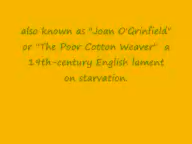 also known as "Joan O'Grinfield"
or "The Poor Cotton Weaver" a
19th-century English lament
on starvation.